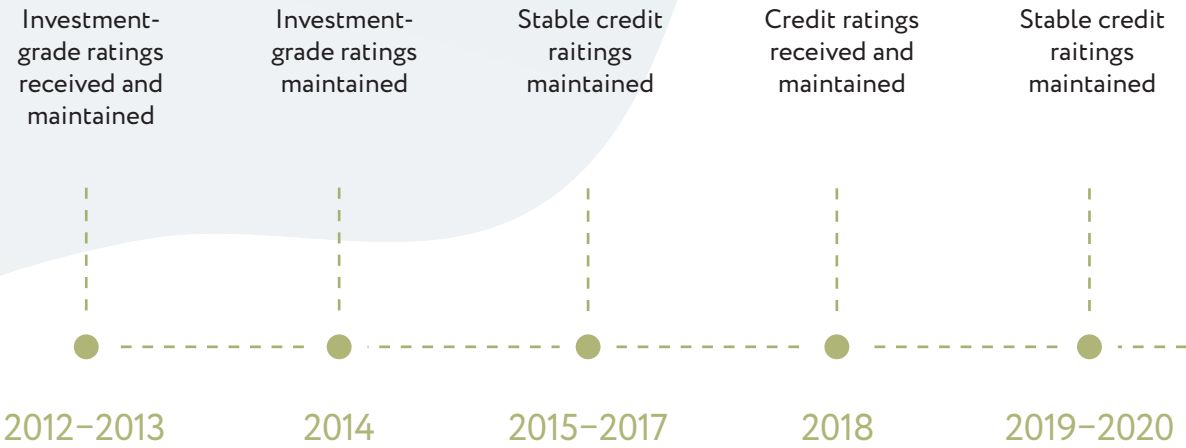 Investment-
grade ratings
received and
maintained
Investment-
grade ratings
maintained
Stable credit
raitings
maintained
Credit ratings
received and
maintained
Stable credit
raitings
maintained
2012–2013
2014
2015–2017
2018
2019–2020